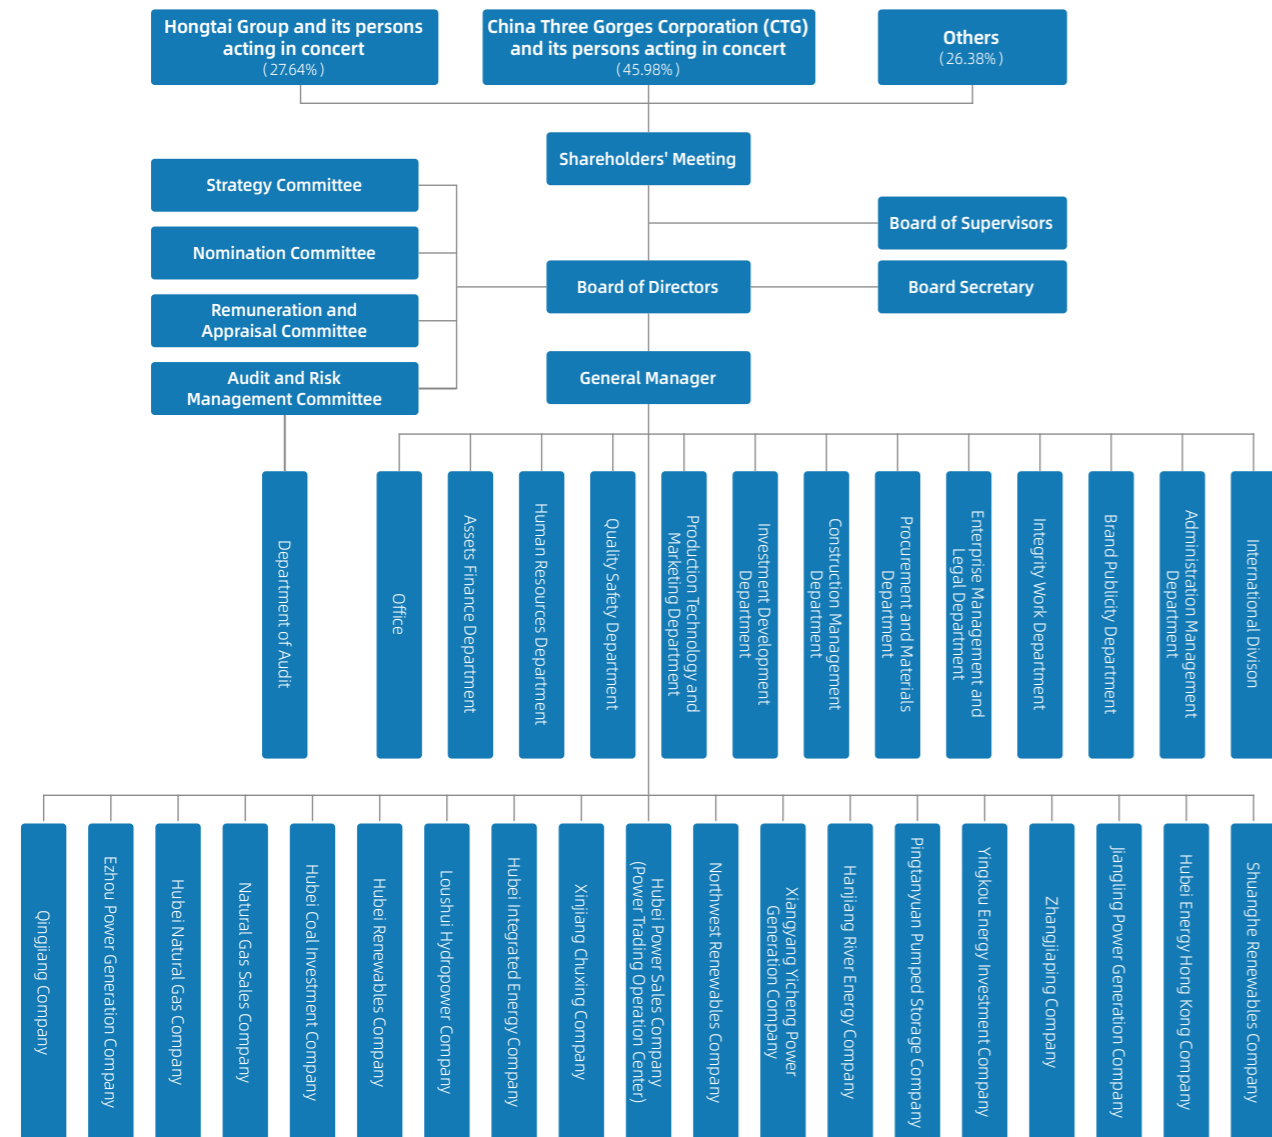 Hongtai Group and its persons
acting in concert
(27.64%)
China Three Gorges Corporation (CTG)
and its persons acting in concert
(45.98%)
Others
(26.38%)
Shareholders' Meeting
Strategy Committee
Nomination Committee
Remuneration and
Appraisal Committee
Audit and Risk
Management Committee
Board of Supervisors
Board of Directors
Board Secretary
General Manager
Department of Audit
Office
Assets Finance Department
Human Resources Department
Quality Safety Department
Production Technology and
Marketing Department
Investment Development
Department
Construction Management
Department
Procurement and Materials
Department
Enterprise Management and
Legal Department
Integrity Work Department
Brand Publicity Department
Administration Management
Department
International Divison
Qingjiang Company
Ezhou Power Generation Company
Hubei Natural Gas Company
Natural Gas Sales Company
Hubei Coal Investment Company
Hubei Renewables Company
Loushui Hydropower Company
Hubei Integrated Energy Company
Xinjiang Chuxing Company
Hubei Power Sales Company
(Power Trading Operation Center)
Northwest Renewables Company
Xiangyang Yicheng Power
Generation Company
Hanjiang River Energy Company
Pingtanyuan Pumped Storage Company
Yingkou Energy Investment Company
Zhangjiaping Company
Jiangling Power Generation Company
Hubei Energy Hong Kong Company
Shuanghe Renewables Company